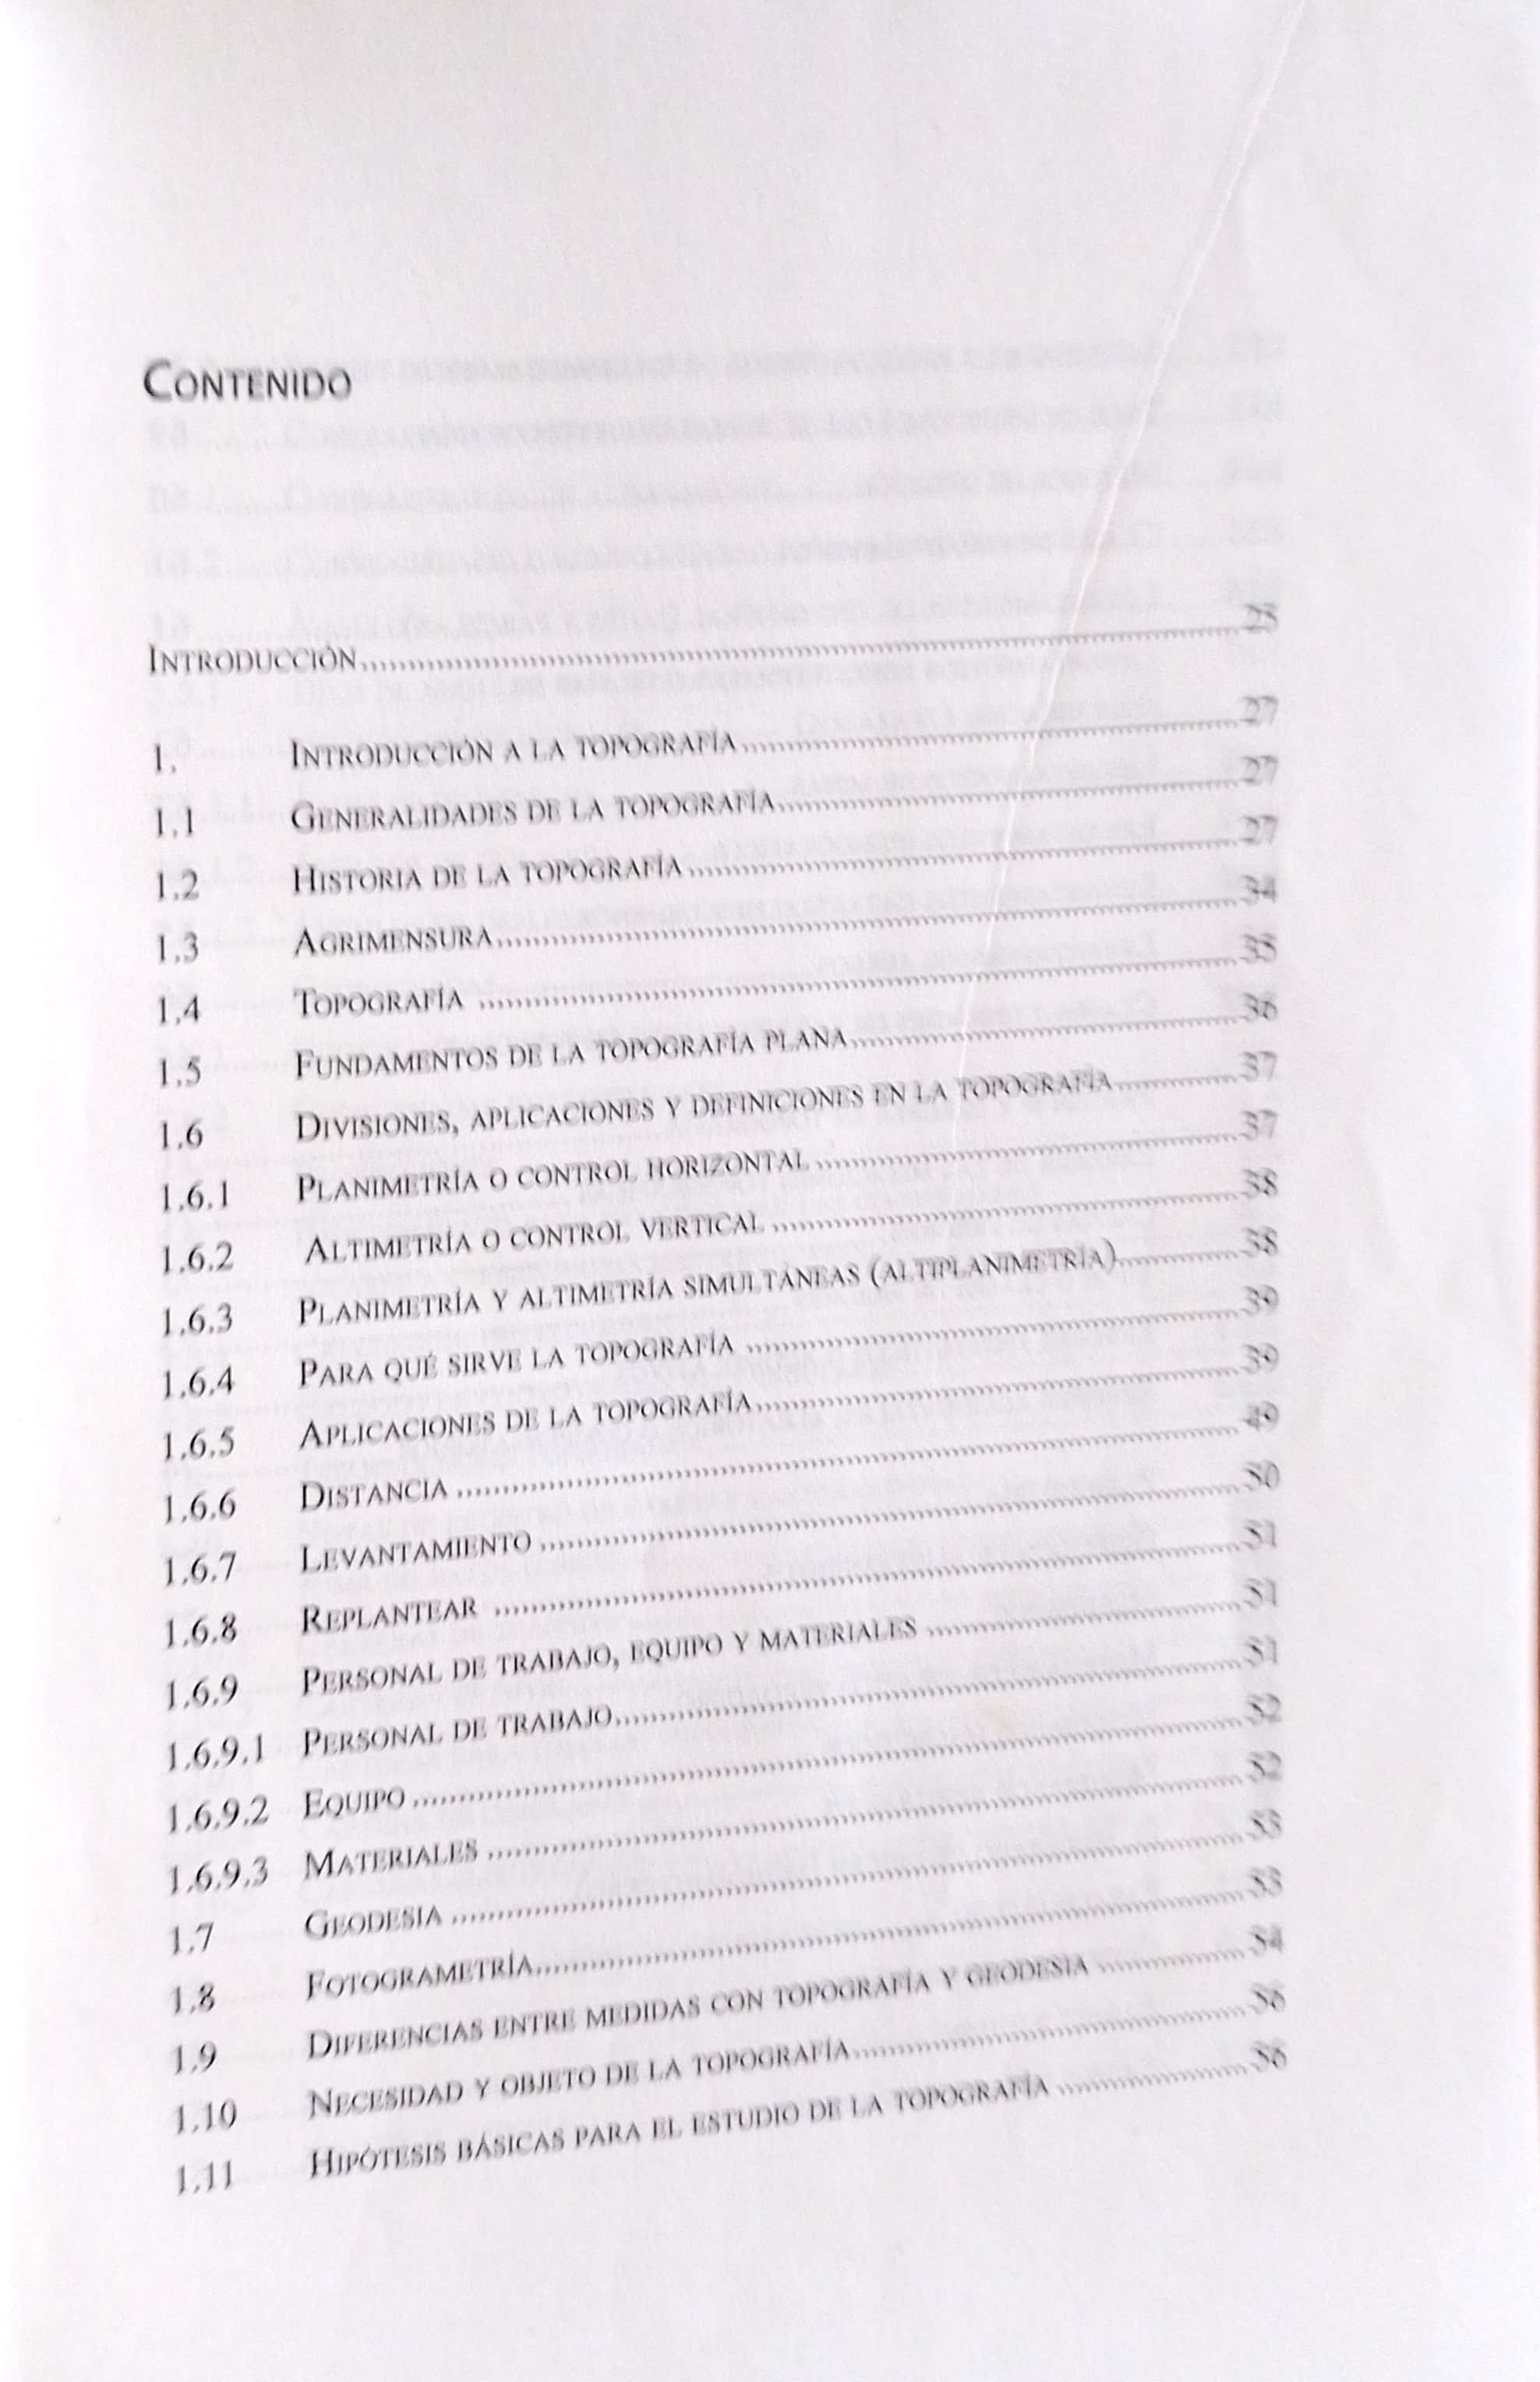 CONTENIDO
INTRODUCCIÓN 25
1. INTRODUCCIÓN A LA TOPOGRAFÍA 27
1.1 GENERALIDADES DE LA TOPOGRAFÍA 27
1.2 HISTORIA DE LA TOPOGRAFÍA 27
1.3 AGRIMENSURA 34
1.4 TOPOGRAFÍA 35
1.5 FUNDAMENTOS DE LA TOPOGRAFÍA PLANA 36
1.6 DIVISIONES, APLICACIONES Y DEFINICIONES EN LA TOPOGRAFÍA 37
1.6.1 PLANIMETRÍA O CONTROL HORIZONTAL 37
1.6.2 ALTIMETRÍA O CONTROL VERTICAL 38
1.6.3 PLANIMETRÍA Y ALTIMETRÍA SIMULTÁNEAS (ALTIPLANIMETRÍA) 38
1.6.4 PARA QUÉ SIRVE LA TOPOGRAFÍA 39
1.6.5 APLICACIONES DE LA TOPOGRAFÍA 39
1.6.6 DISTANCIA 49
1.6.7 LEVANTAMIENTO 50
1.6.8 REPLANTEAR 51
1.6.9 PERSONAL DE TRABAJO, EQUIPO Y MATERIALES 51
1.6.9.1 PERSONAL DE TRABAJO 51
1.6.9.2 EQUIPO 52
1.6.9.3 MATERIALES 52
1.7 GEODESIA 53
1.8 FOTOGRAMETRÍA 53
1.9 DIFERENCIAS ENTRE MEDIDAS CON TOPOGRAFÍA Y GEODESIA 54
1.10 NECESIDAD Y OBJETO DE LA TOPOGRAFÍA 56
1.11 HIPÓTESIS BÁSICAS PARA EL ESTUDIO DE LA TOPOGRAFÍA 56